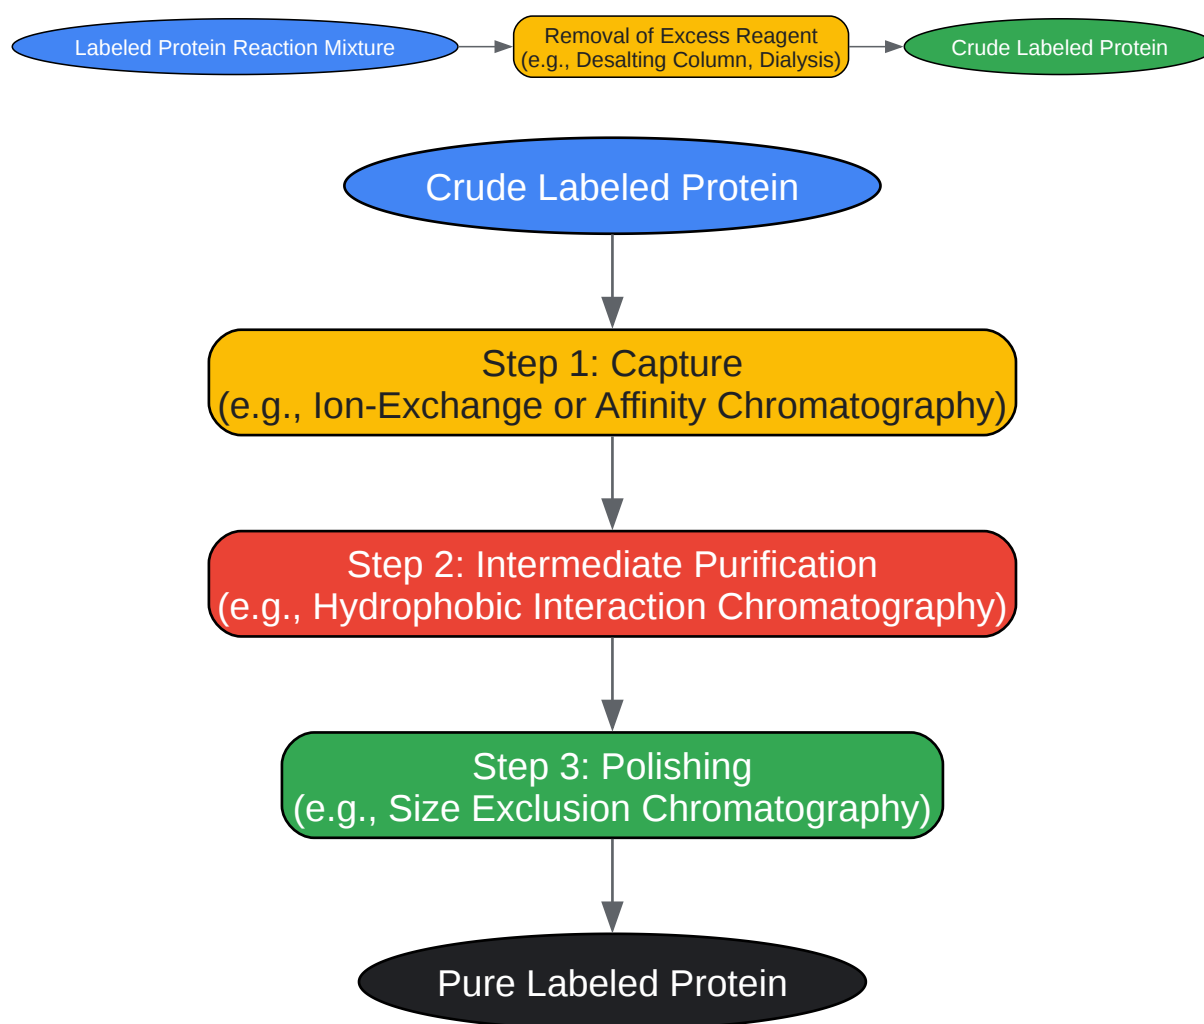 Labeled Protein Reaction Mixture
Removal of Excess Reagent
(e.g., Desalting Column, Dialysis)
Crude Labeled Protein
Crude Labeled Protein
Step 1: Capture
(e.g., Ion-Exchange or Affinity Chromatography)
Step 2: Intermediate Purification
(e.g., Hydrophobic Interaction Chromatography)
Step 3: Polishing
(e.g., Size Exclusion Chromatography)
Pure Labeled Protein